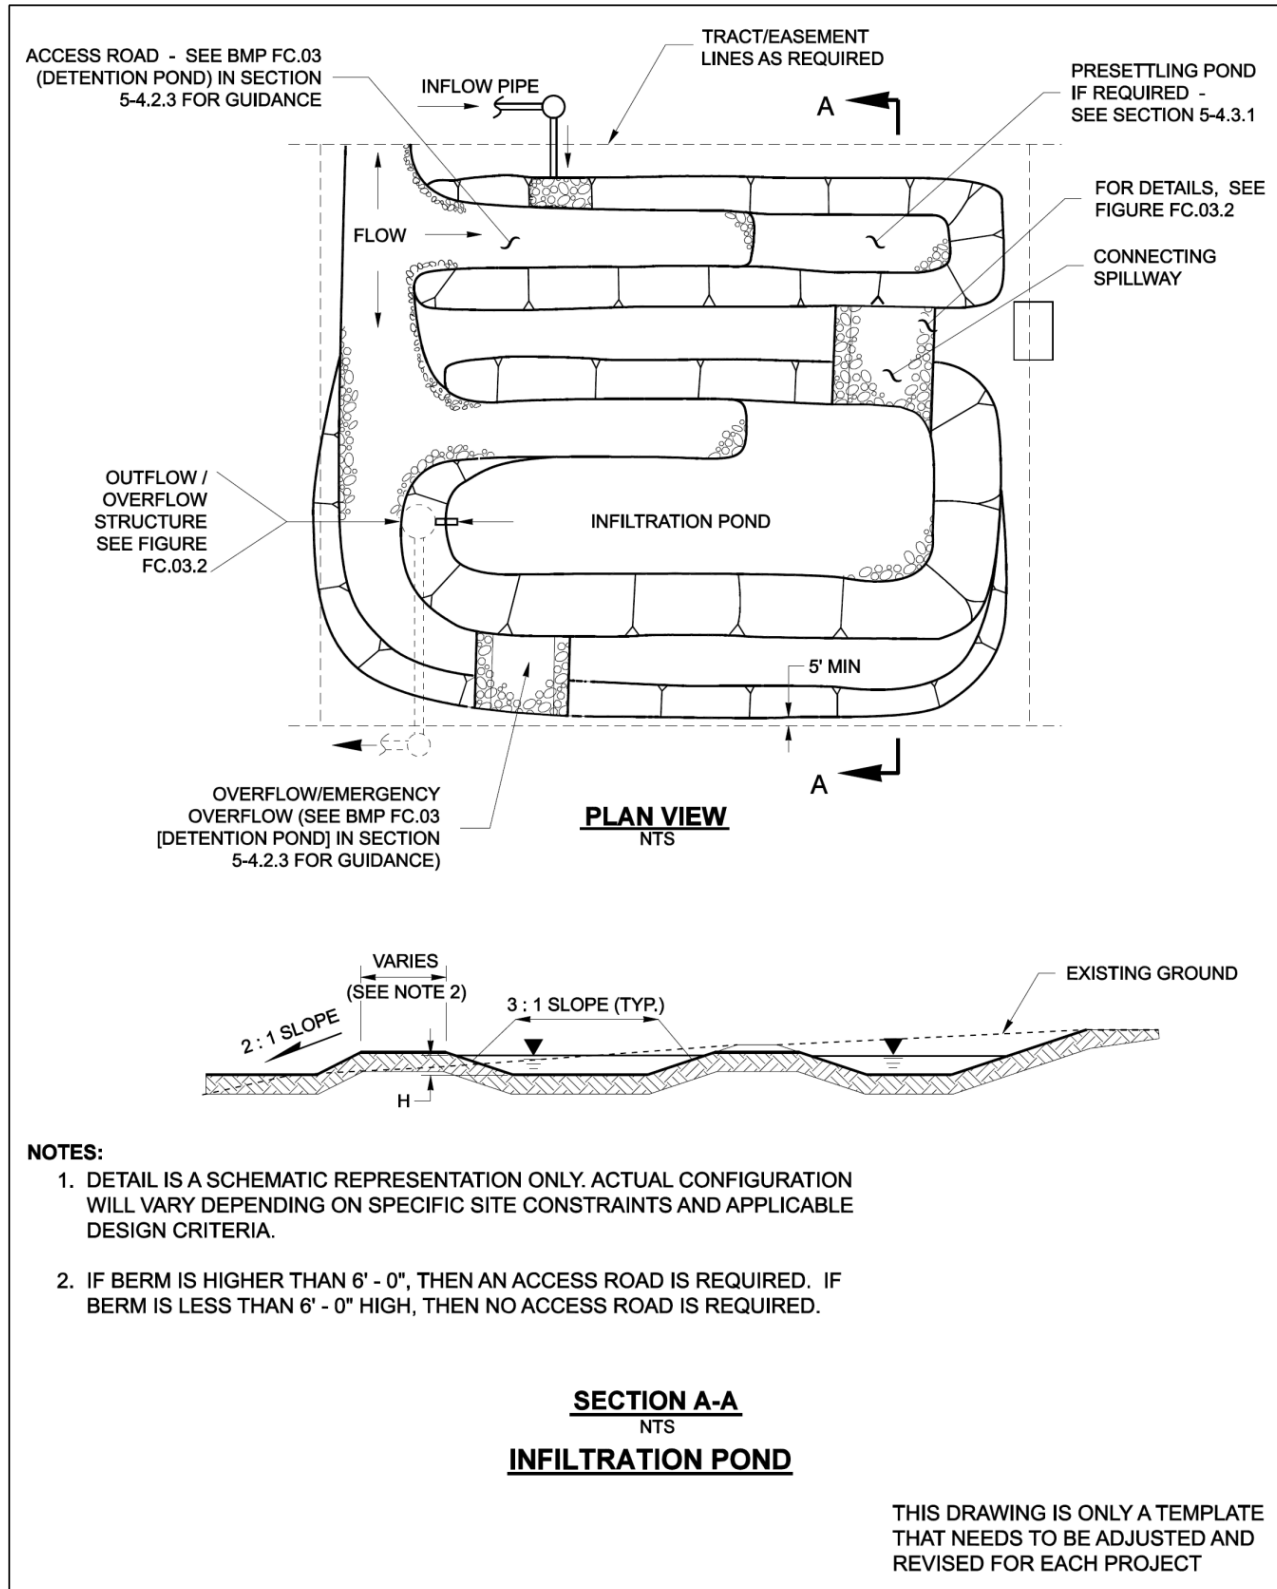 ACCESS ROAD - SEE BMP FC.03
(DETENTION POND) IN SECTION
5-4.2.3 FOR GUIDANCE
INFLOW PIPE
TRACT/EASEMENT
LINES AS REQUIRED
A
PRESETTLING POND
IF REQUIRED -
SEE SECTION 5-4.3.1
FOR DETAILS, SEE
FIGURE FC.03.2
CONNECTING
SPILLWAY
FLOW
OUTFLOW /
OVERFLOW
STRUCTURE
SEE FIGURE
FC.03.2
INFILTRATION POND
5' MIN
A
OVERFLOW/EMERGENCY
OVERFLOW (SEE BMP FC.03
[DETENTION POND] IN SECTION
5-4.2.3 FOR GUIDANCE)
PLAN VIEW
NTS
VARIES
(SEE NOTE 2)
2 : 1 SLOPE
3 : 1 SLOPE (TYP.)
EXISTING GROUND
H
NOTES:
1. DETAIL IS A SCHEMATIC REPRESENTATION ONLY. ACTUAL CONFIGURATION
WILL VARY DEPENDING ON SPECIFIC SITE CONSTRAINTS AND APPLICABLE
DESIGN CRITERIA.
2. IF BERM IS HIGHER THAN 6' - 0", THEN AN ACCESS ROAD IS REQUIRED. IF
BERM IS LESS THAN 6' - 0" HIGH, THEN NO ACCESS ROAD IS REQUIRED.
SECTION A-A
NTS
INFILTRATION POND
THIS DRAWING IS ONLY A TEMPLATE
THAT NEEDS TO BE ADJUSTED AND
REVISED FOR EACH PROJECT